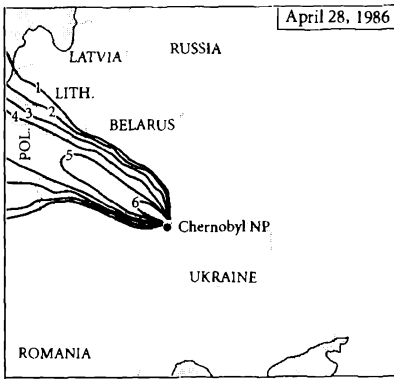 April 28, 1986
RUSSIA
LATVIA
1
LITH.
2
3
4
BELARUS
POL.
5
6
Chernobyl NP
UKRAINE
ROMANIA